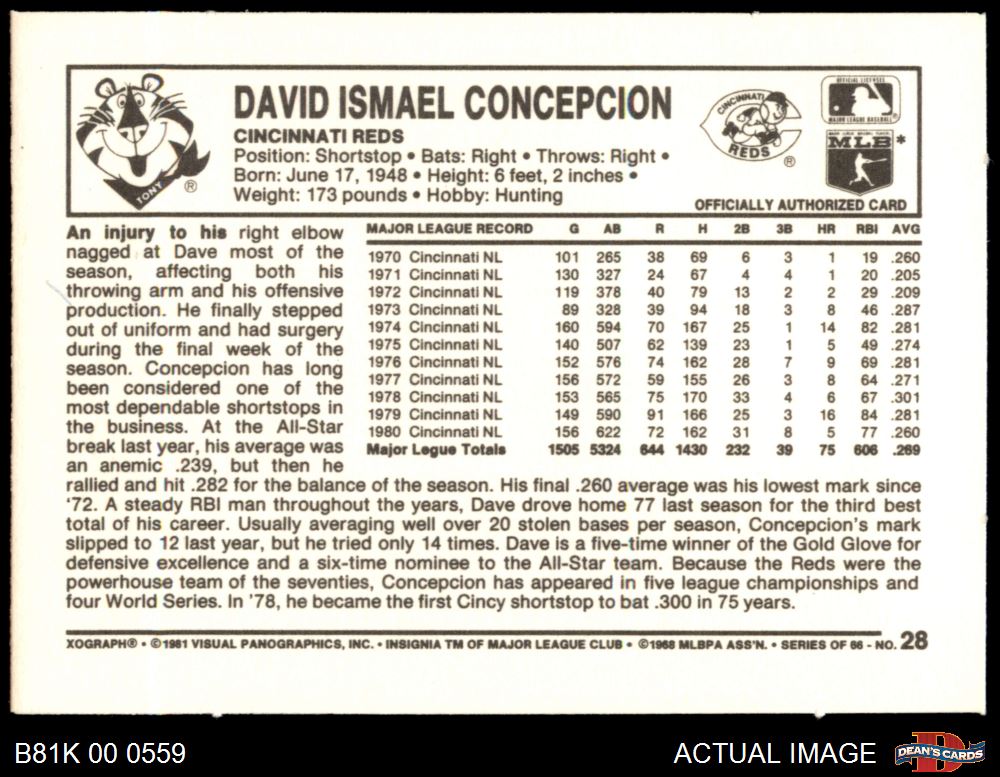 TONY ®
DAVID ISMAEL CONCEPCION
CINCINNATI REDS
Position: Shortstop • Bats: Right • Throws: Right •
Born: June 17, 1948 • Height: 6 feet, 2 inches •
Weight: 173 pounds • Hobby: Hunting
CINCINNATI
REDS ®
OFFICIAL LICENSEE
MAJOR LEAGUE BASEBALL ®
MLB *
OFFICIALLY AUTHORIZED CARD
An injury to his right elbow
nagged at Dave most of the
season, affecting both his
throwing arm and his offensive
production. He finally stepped
out of uniform and had surgery
during the final week of the
season. Concepcion has long
been considered one of the
most dependable shortstops in
the business. At the All-Star
break last year, his average was
an anemic .239, but then he
rallied and hit .282 for the balance of the season. His final .260 average was his lowest mark since
'72. A steady RBI man throughout the years, Dave drove home 77 last season for the third best
total of his career. Usually averaging well over 20 stolen bases per season, Concepcion's mark
slipped to 12 last year, but he tried only 14 times. Dave is a five-time winner of the Gold Glove for
defensive excellence and a six-time nominee to the All-Star team. Because the Reds were the
powerhouse team of the seventies, Concepcion has appeared in five league championships and
four World Series. In '78, he became the first Cincy shortstop to bat .300 in 75 years.
MAJOR LEAGUE RECORD G AB R H 2B 3B HR RBI AVG
1970 Cincinnati NL 101 265 38 69 6 3 1 19 .260
1971 Cincinnati NL 130 327 24 67 4 4 1 20 .205
1972 Cincinnati NL 119 378 40 79 13 2 2 29 .209
1973 Cincinnati NL 89 328 39 94 18 3 8 46 .287
1974 Cincinnati NL 160 594 70 167 25 1 14 82 .281
1975 Cincinnati NL 140 507 62 139 23 1 5 49 .274
1976 Cincinnati NL 152 576 74 162 28 7 9 69 .281
1977 Cincinnati NL 156 572 59 155 26 3 8 64 .271
1978 Cincinnati NL 153 565 75 170 33 4 6 67 .301
1979 Cincinnati NL 149 590 91 166 25 3 16 84 .281
1980 Cincinnati NL 156 622 72 162 31 8 5 77 .260
Major Legue Totals 1505 5324 644 1430 232 39 75 606 .269
XOGRAPH® • ©1981 VISUAL PANOGRAPHICS, INC. • INSIGNIA TM OF MAJOR LEAGUE CLUB • ©1968 MLBPA ASS'N. • SERIES OF 66 - NO. 28
B81K 00 0559
ACTUAL IMAGE
DEAN'S CARDS